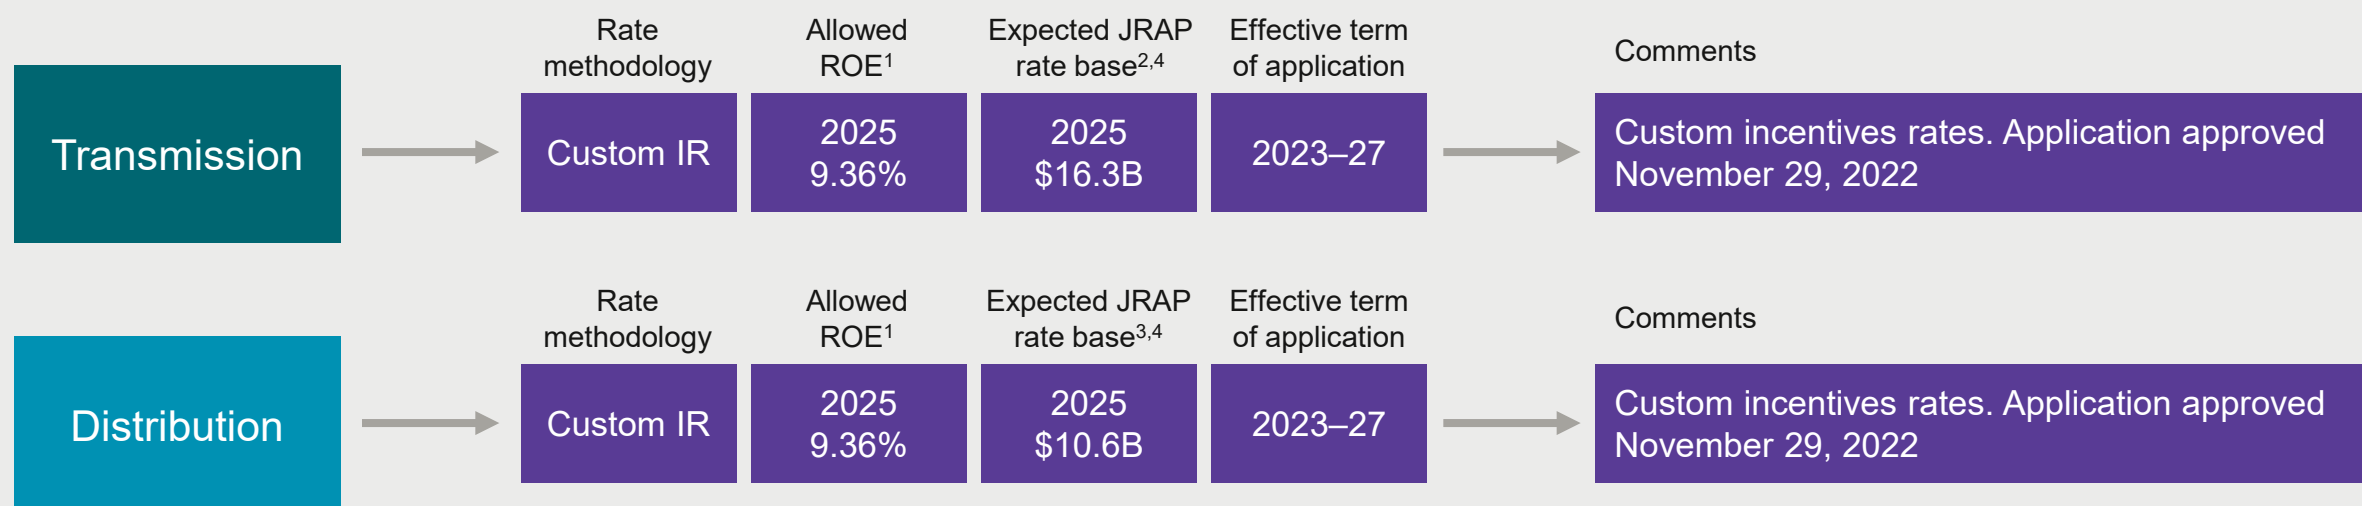 Transmission
Rate
methodology
Custom IR
Allowed
ROE¹
2025
9.36%
Expected JRAP
rate base²,⁴
2025
$16.3B
Effective term
of application
2023–27
Comments
Custom incentives rates. Application approved
November 29, 2022
Distribution
Rate
methodology
Custom IR
Allowed
ROE¹
2025
9.36%
Expected JRAP
rate base³,⁴
2025
$10.6B
Effective term
of application
2023–27
Comments
Custom incentives rates. Application approved
November 29, 2022